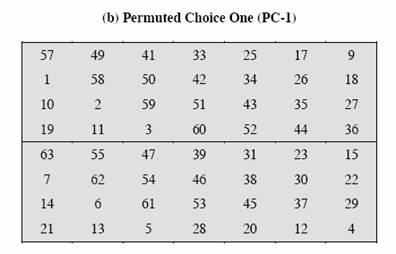 (b) Permuted Choice One (PC-1)
57 49 41 33 25 17 9
1 58 50 42 34 26 18
10 2 59 51 43 35 27
19 11 3 60 52 44 36
63 55 47 39 31 23 15
7 62 54 46 38 30 22
14 6 61 53 45 37 29
21 13 5 28 20 12 4